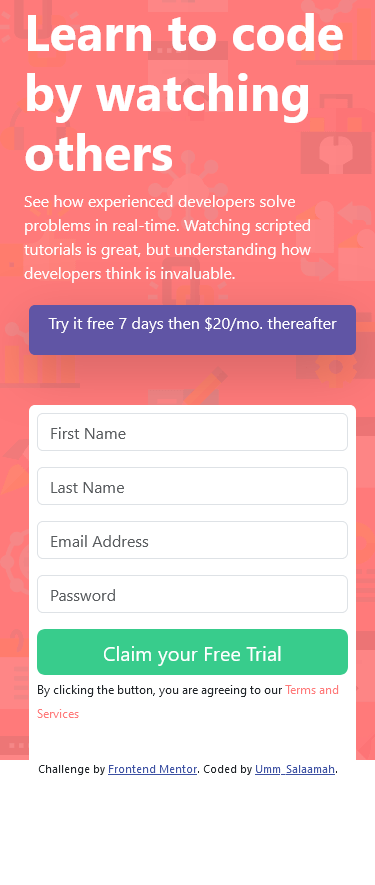 Learn to code
by watching
others
See how experienced developers solve
problems in real-time. Watching scripted
tutorials is great, but understanding how
developers think is invaluable.
Try it free 7 days then $20/mo. thereafter
First Name
Last Name
Email Address
Password
Claim your Free Trial
By clicking the button, you are agreeing to our Terms and
Services
Challenge by Frontend Mentor. Coded by Umm_Salaamah.